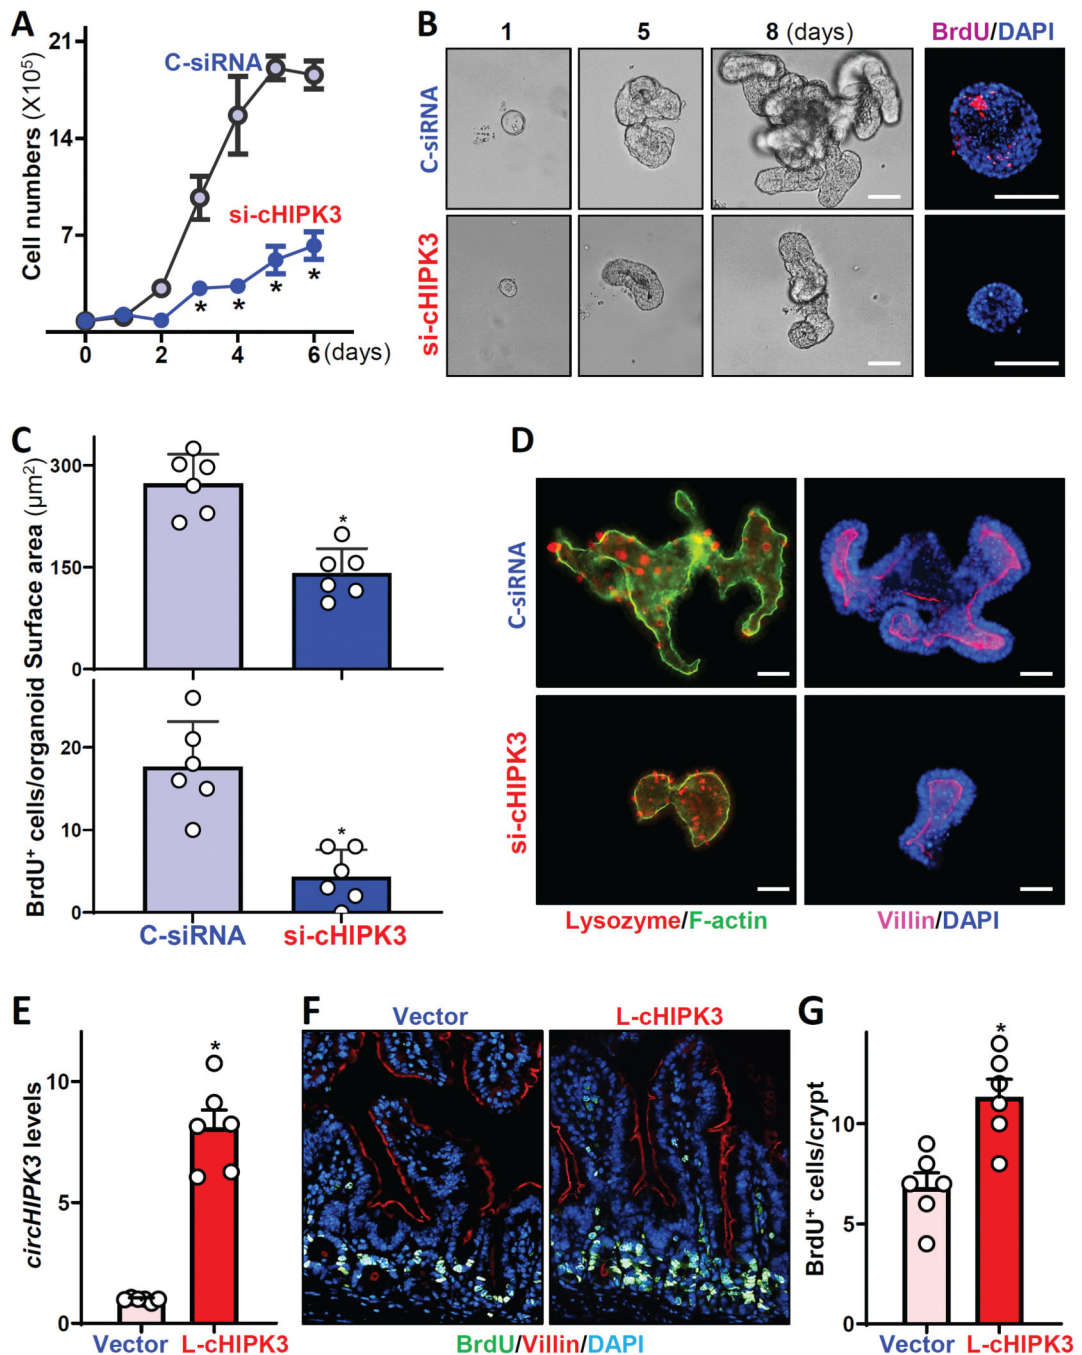 A
Cell numbers (X10⁵)
21
14
7
C-siRNA
si-cHIPK3
* * * *
0 2 4 6 (days)
B
1 5 8 (days)
BrdU/DAPI
C-siRNA
si-cHIPK3
C
Surface area (µm²)
300
150
0
*
BrdU⁺ cells/organoid
20
10
0
*
C-siRNA si-cHIPK3
D
C-siRNA
si-cHIPK3
Lysozyme/F-actin
Villin/DAPI
E
circHIPK3 levels
10
5
0
*
Vector L-cHIPK3
F
Vector L-cHIPK3
BrdU/Villin/DAPI
G
BrdU⁺ cells/crypt
10
5
0
*
Vector L-cHIPK3